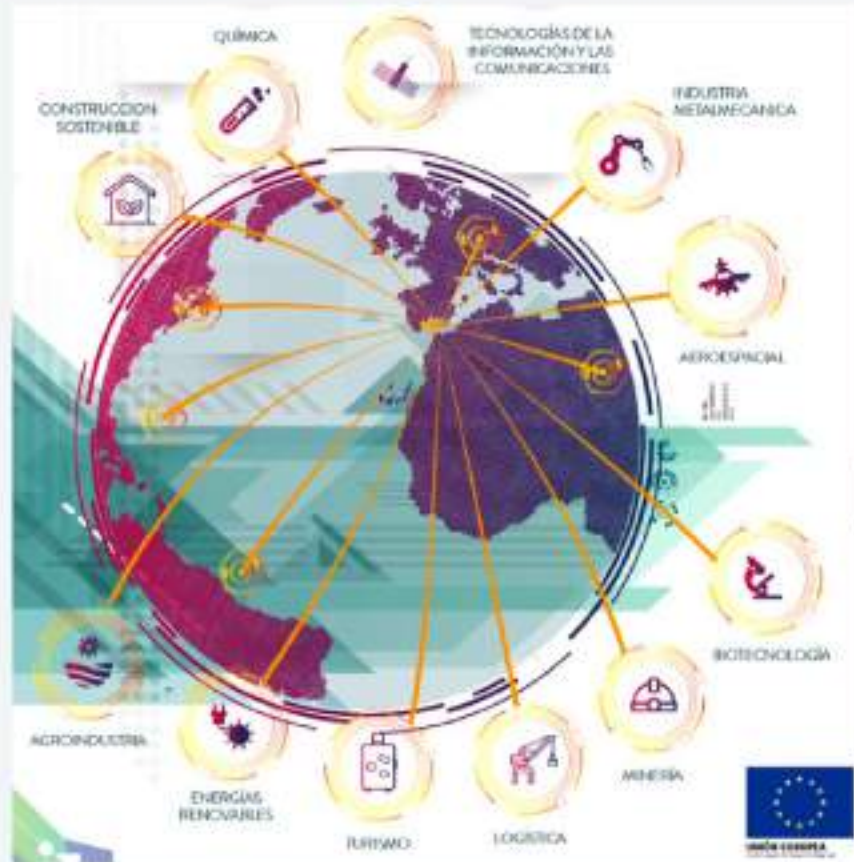 QUÍMICA
TECNOLOGÍAS DE LA
INFORMACIÓN Y LAS
COMUNICACIONES
CONSTRUCCION
SOSTENIBLE
INDUSTRIA
METALMECANICA
AEROESPACIAL
BIOTECNOLOGÍA
AGROINDUSTRIA
MINERÍA
ENERGÍAS
RENOVABLES
TURISMO
LOGÍSTICA
UNIÓN EUROPEA